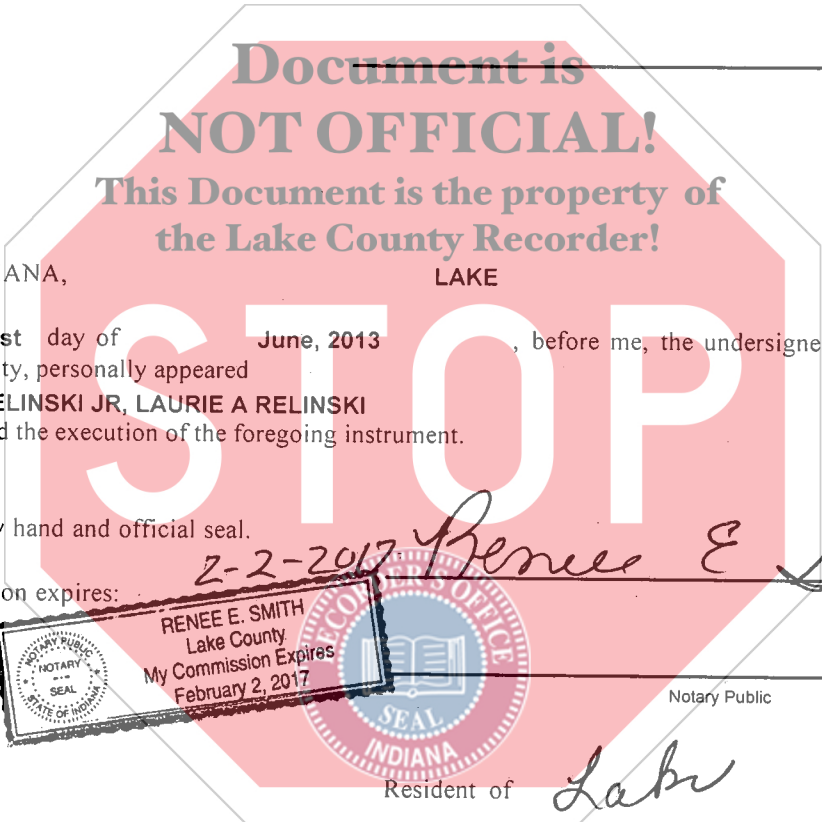 Document is
NOT OFFICIAL!
This Document is the property of
the Lake County Recorder!
ANA, LAKE
STOP
st day of June, 2013 , before me, the undersigne
ty, personally appeared
ELINSKI JR, LAURIE A RELINSKI
d the execution of the foregoing instrument.
hand and official seal.
2-2-2017 Renee E
on expires:
RENEE E. SMITH
Lake County
My Commission Expires
February 2, 2017
NOTARY PUBLIC
NOTARY
SEAL
STATE OF INDIANA
RECORDER'S OFFICE
SEAL
INDIANA
Notary Public
Resident of Lake